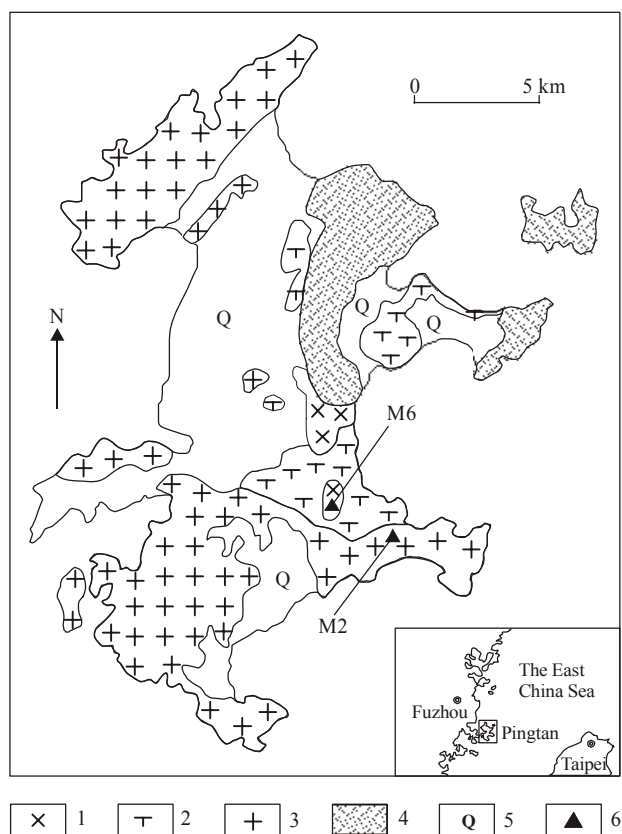 0 5 km
N
Q
Q
Q
M6
Q
M2
The East
China Sea
Fuzhou
Pingtan
Taipei
1 2 3 4 Q 5 6